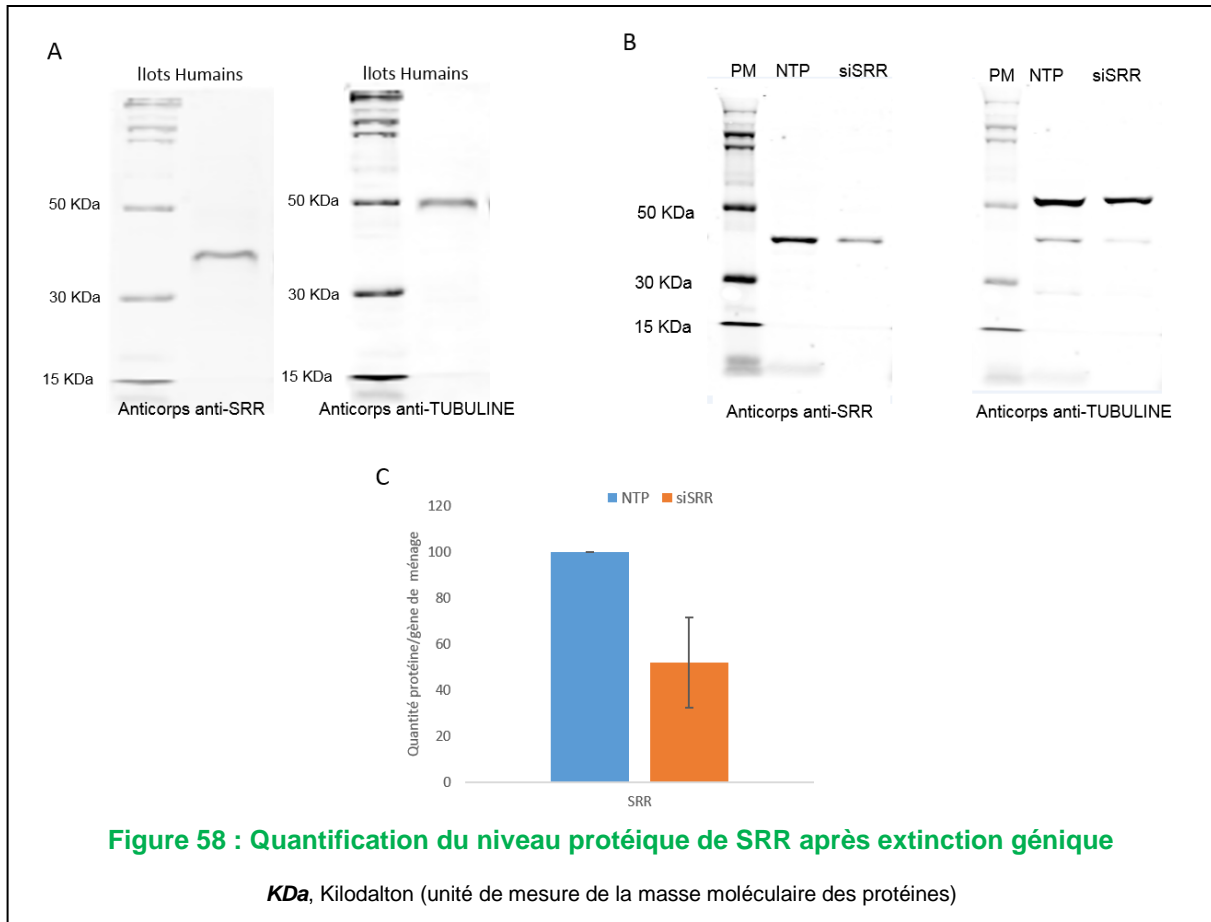 A
Ilots Humains
Ilots Humains
50 KDa
30 KDa
15 KDa
50 KDa
30 KDa
15 KDa
Anticorps anti-SRR
Anticorps anti-TUBULINE
B
PM NTP siSRR
PM NTP siSRR
50 KDa
30 KDa
15 KDa
Anticorps anti-SRR
Anticorps anti-TUBULINE
C
NTP siSRR
Quantité protéine/gène de ménage
120
100
80
60
40
20
0
SRR
Figure 58 : Quantification du niveau protéique de SRR après extinction génique
KDa, Kilodalton (unité de mesure de la masse moléculaire des protéines)